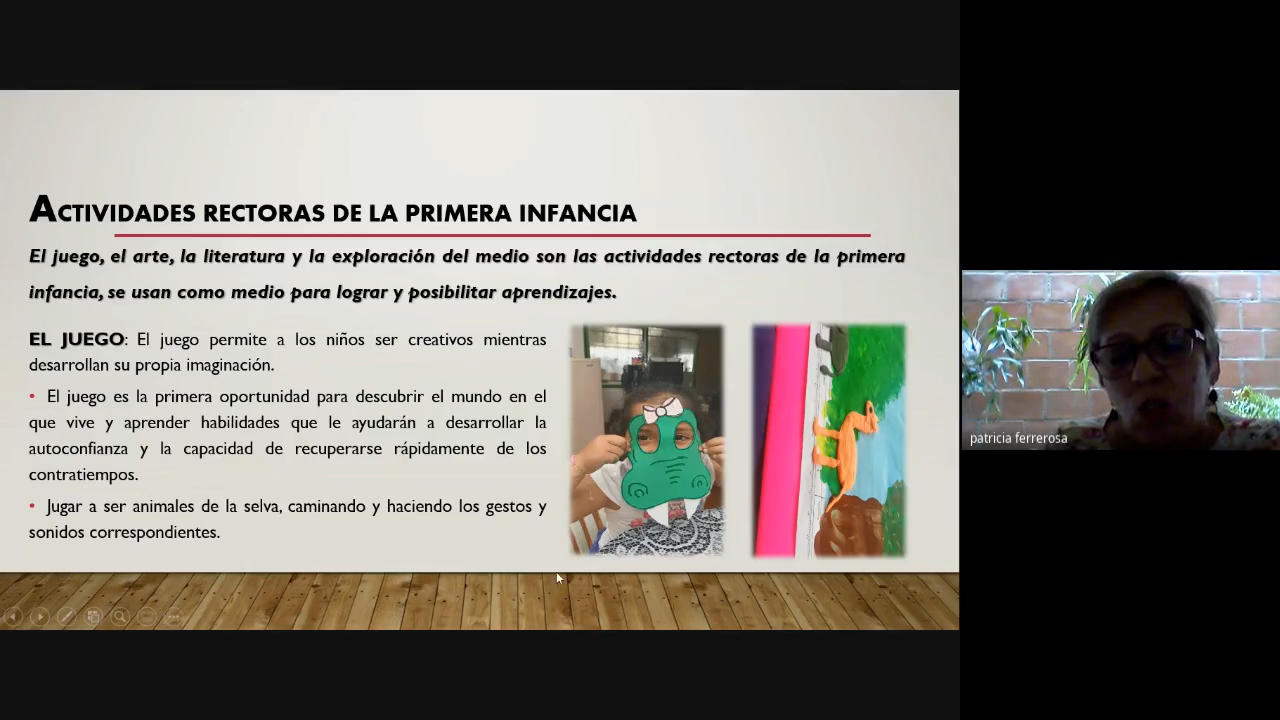 ACTIVIDADES RECTORAS DE LA PRIMERA INFANCIA
El juego, el arte, la literatura y la exploración del medio son las actividades rectoras de la primera
infancia, se usan como medio para lograr y posibilitar aprendizajes.
EL JUEGO: El juego permite a los niños ser creativos mientras
desarrollan su propia imaginación.
• El juego es la primera oportunidad para descubrir el mundo en el
que vive y aprender habilidades que le ayudarán a desarrollar la
autoconfianza y la capacidad de recuperarse rápidamente de los
contratiempos.
• Jugar a ser animales de la selva, caminando y haciendo los gestos y
sonidos correspondientes.
patricia ferrerosa